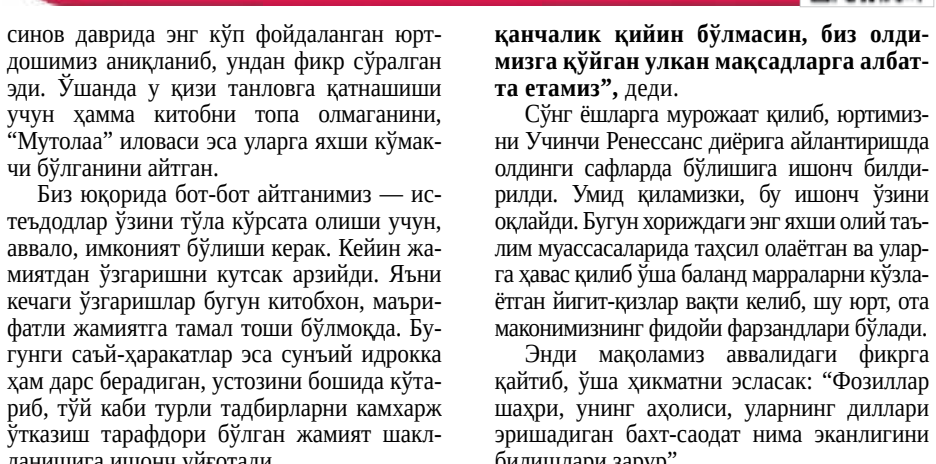 синов даврида энг кўп фойдаланган юрт-
дошимиз аниқланиб, ундан фикр сўралган
эди. Ўшанда у қизи танловга қатнашиши
учун ҳамма китобни топа олмаганини,
“Мутолаа” иловаси эса уларга яхши кўмак-
чи бўлганини айтган.
Биз юқорида бот-бот айтганимиз — ис-
теъдодлар ўзини тўла кўрсата олиши учун,
аввало, имконият бўлиши керак. Кейин жа-
миятдан ўзгаришни кутсак арзийди. Яъни
кечаги ўзгаришлар бугун китобхон, маъри-
фатли жамиятга тамал тоши бўлмоқда. Бу-
гунги саъй-ҳаракатлар эса сунъий идрокка
ҳам дарс берадиган, устозини бошида кўта-
риб, тўй каби турли тадбирларни камхарж
ўтказиш тарафдори бўлган жамият шакл-
ланишига ишонч уйғотади.
қанчалик қийин бўлмасин, биз олди-
мизга қўйган улкан мақсадларга албат-
та етамиз”, деди.
Сўнг ёшларга мурожаат қилиб, юртимиз-
ни Учинчи Ренессанс диёрига айлантиришда
олдинги сафларда бўлишига ишонч билди-
рилди. Умид қиламизки, бу ишонч ўзини
оқлайди. Бугун хориждаги энг яхши олий таъ-
лим муассасаларида таҳсил олаётган ва улар-
га ҳавас қилиб ўша баланд марраларни кўзла-
ётган йигит-қизлар вақти келиб, шу юрт, ота
маконимизнинг фидойи фарзандлари бўлади.
Энди мақоламиз аввалидаги фикрга
қайтиб, ўша ҳикматни эсласак: “Фозиллар
шаҳри, унинг аҳолиси, уларнинг диллари
эришадиган бахт-саодат нима эканлигини
билишлари зарур”